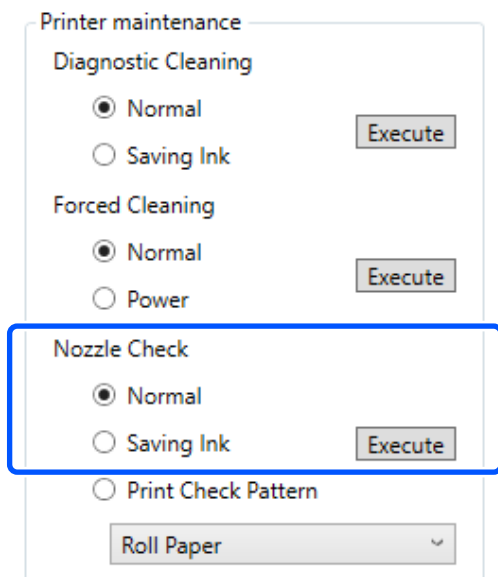 Printer maintenance
Diagnostic Cleaning
Normal
Execute
Saving Ink
Forced Cleaning
Normal
Execute
Power
Nozzle Check
Normal
Saving Ink
Execute
Print Check Pattern
Roll Paper